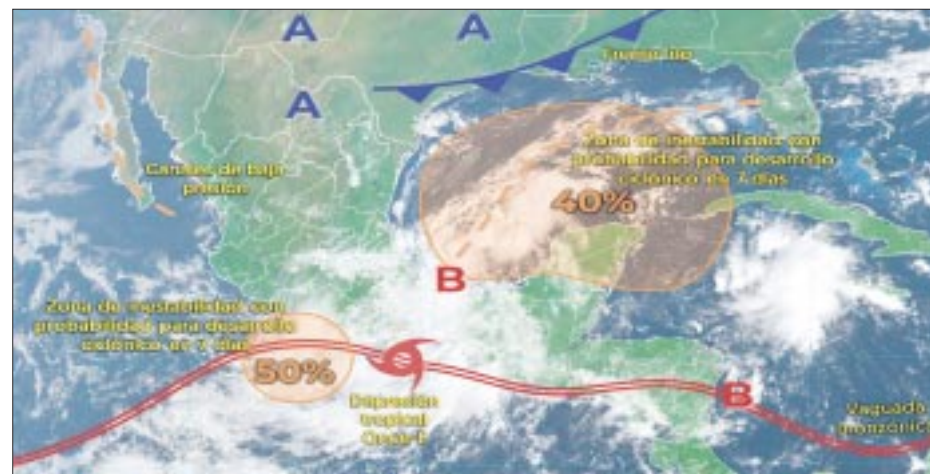 A
A
Frente frío
A
Zona de inestabilidad con
probabilidad para desarrollo
ciclónico en 7 días
40%
Canales de baja
presión
B
Zona de inestabilidad con
probabilidad para desarrollo
ciclónico en 7 días
50%
Depresión
tropical
B
Vaguada
monzónica